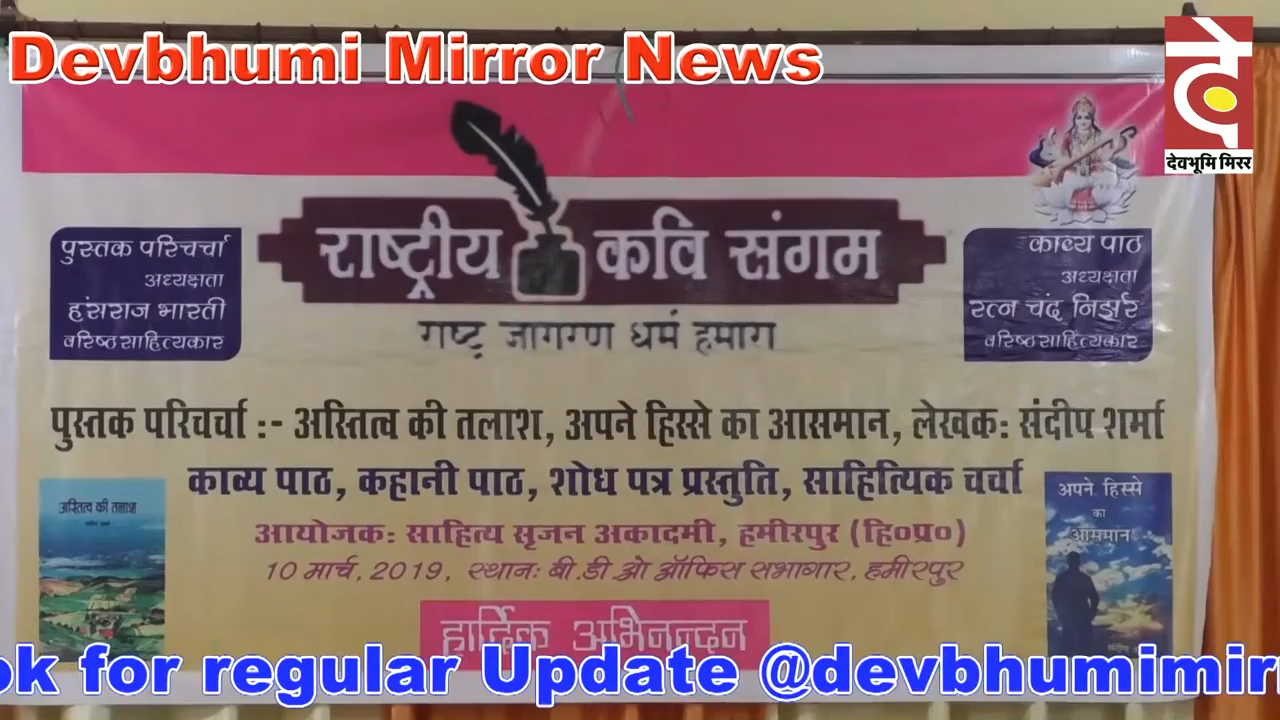 Devbhumi Mirror News
दे
देवभूमि मिरर
राष्ट्रीय कवि संगम
राष्ट्र जागरण धर्म हमारा
पुस्तक परिचर्चा
अध्यक्षता
हंसराज भारती
वरिष्ठ साहित्यकार
काव्य पाठ
अध्यक्षता
रत्न चंद निर्झर
वरिष्ठ साहित्यकार
पुस्तक परिचर्चा :- अस्तित्व की तलाश, अपने हिस्से का आसमान, लेखक: संदीप शर्मा
काव्य पाठ, कहानी पाठ, शोध पत्र प्रस्तुति, साहित्यिक चर्चा
आयोजक: साहित्य सृजन अकादमी, हमीरपुर (हि०प्र०)
10 मार्च, 2019, स्थान: बी.डी ओ ऑफिस सभागार, हमीरपुर
हार्दिक अभिनन्दन
अस्तित्व की तलाश
अपने हिस्से
का
आसमान
ok for regular Update @devbhumimirr